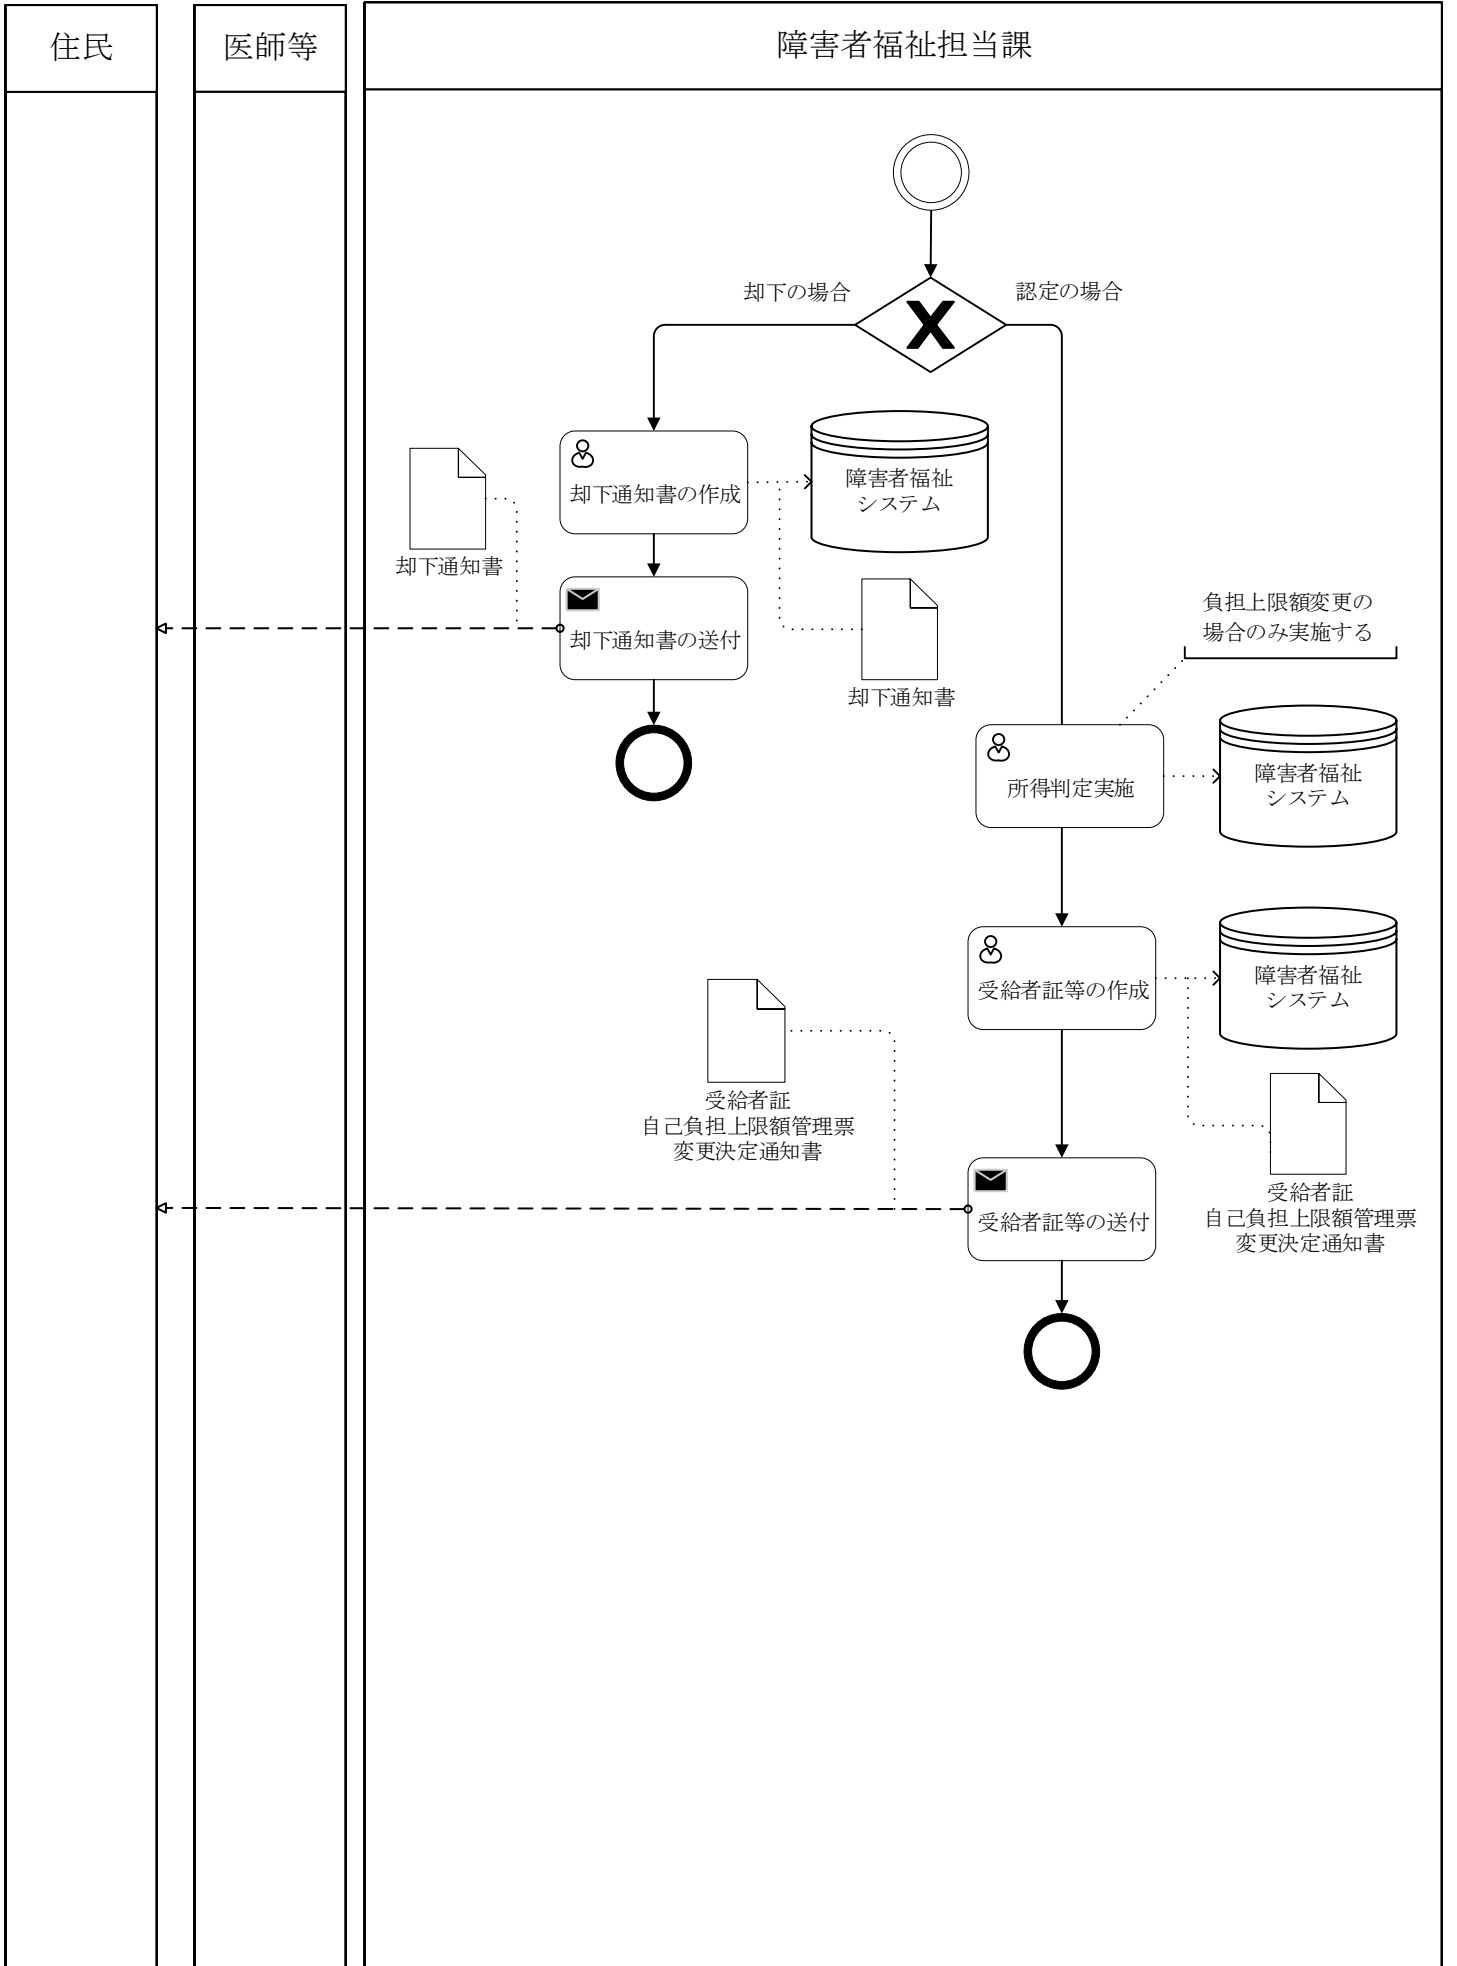 住民
医師等
障害者福祉担当課
却下の場合
認定の場合
却下通知書の作成
障害者福祉
システム
却下通知書
却下通知書の送付
却下通知書
負担上限額変更の
場合のみ実施する
所得判定実施
障害者福祉
システム
受給者証等の作成
障害者福祉
システム
受給者証
自己負担上限額管理票
変更決定通知書
受給者証等の送付
受給者証
自己負担上限額管理票
変更決定通知書